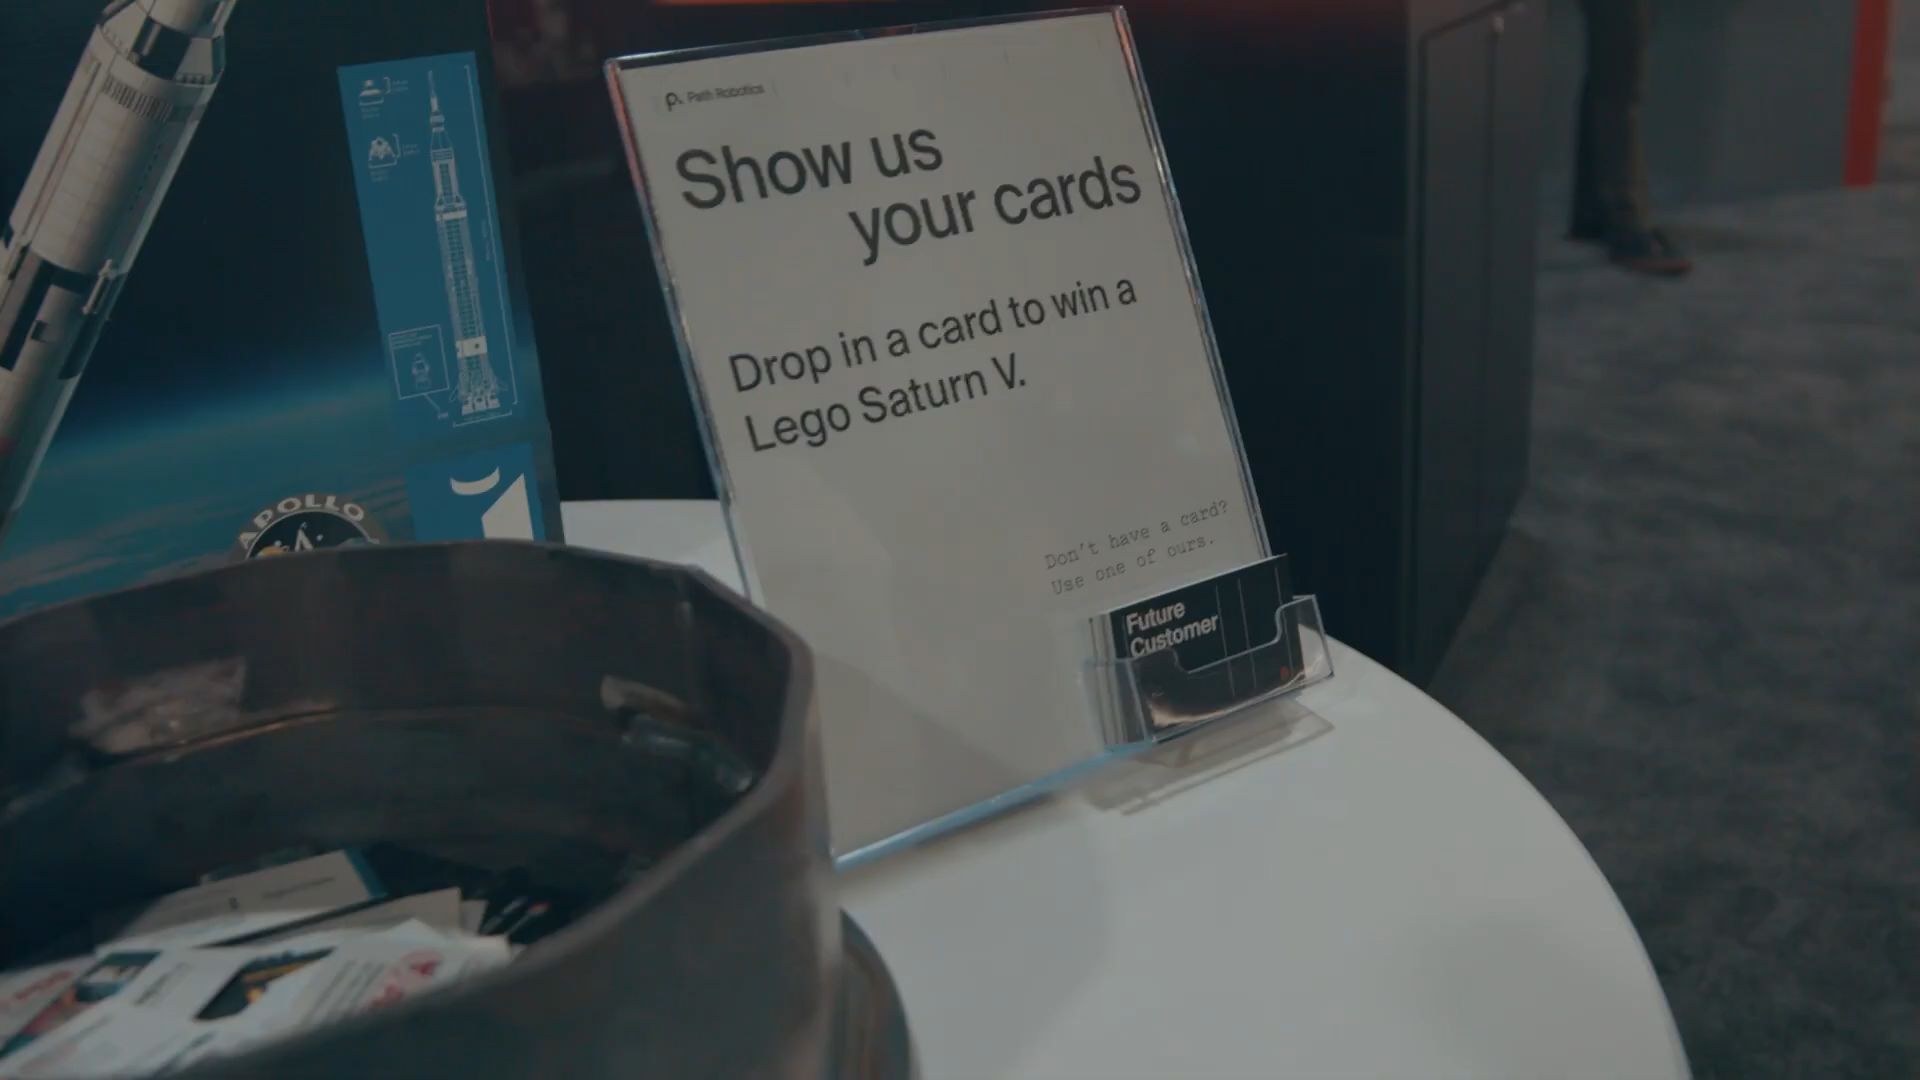 Path Robotics
Show us
your cards
Drop in a card to win a
Lego Saturn V.
Don't have a card?
Use one of ours.
Future
Customer
APOLLO